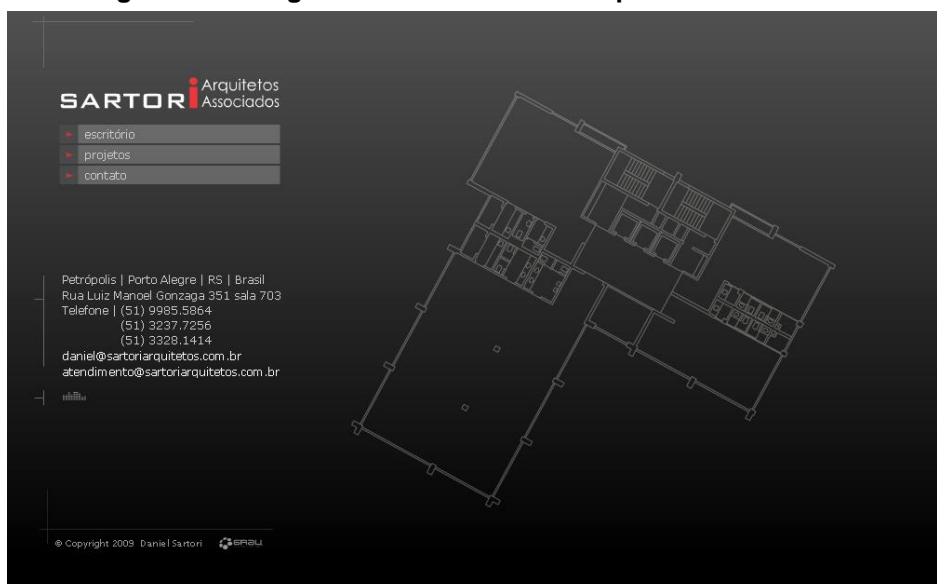 SARTORi Arquitetos
Associados
escritório
projetos
contato
Petrópolis | Porto Alegre | RS | Brasil
Rua Luiz Manoel Gonzaga 351 sala 703
Telefone | (51) 9985.5864
(51) 3237.7256
(51) 3328.1414
daniel@sartoriarquitetos.com.br
atendimento@sartoriarquitetos.com.br
© Copyright 2009 Daniel Sartori